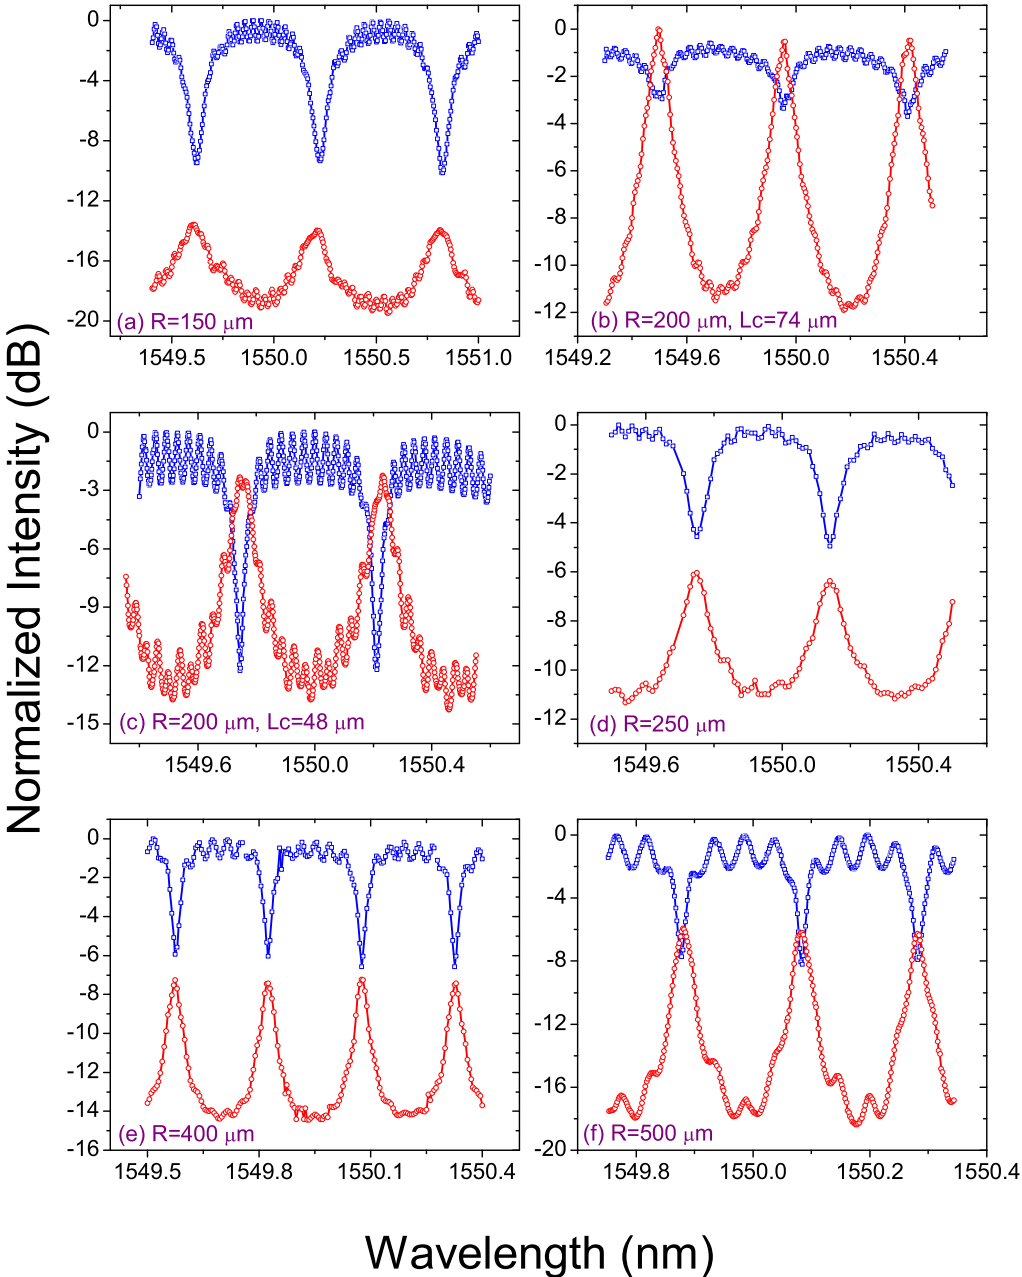 Normalized Intensity (dB)
0
-4
-8
-12
-16
-20
(a) R=150 μm
1549.5 1550.0 1550.5 1551.0
0
-2
-4
-6
-8
-10
-12
(b) R=200 μm, Lc=74 μm
1549.2 1549.6 1550.0 1550.4
0
-3
-6
-9
-12
-15
(c) R=200 μm, Lc=48 μm
1549.6 1550.0 1550.4
0
-2
-4
-6
-8
-10
-12
(d) R=250 μm
1549.6 1550.0 1550.4
0
-2
-4
-6
-8
-10
-12
-14
-16
(e) R=400 μm
1549.5 1549.8 1550.1 1550.4
0
-4
-8
-12
-16
-20
(f) R=500 μm
1549.8 1550.0 1550.2 1550.4
Wavelength (nm)